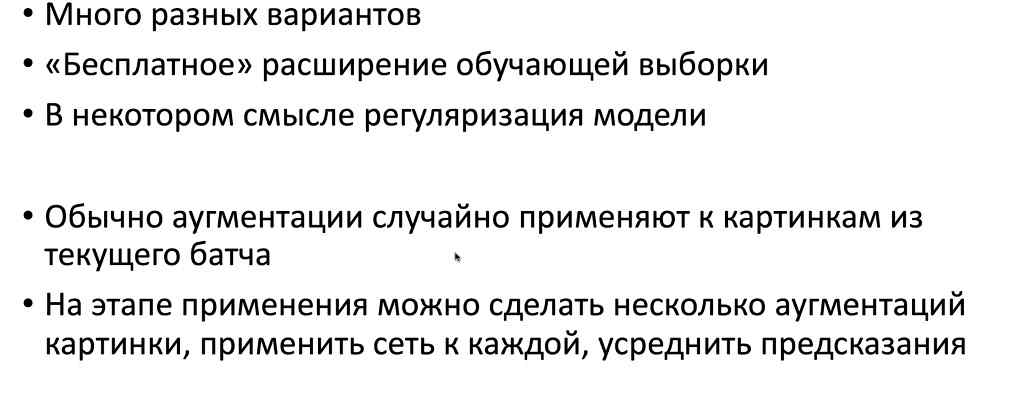 • Много разных вариантов
• «Бесплатное» расширение обучающей выборки
• В некотором смысле регуляризация модели
• Обычно аугментации случайно применяют к картинкам из
текущего батча
• На этапе применения можно сделать несколько аугментаций
картинки, применить сеть к каждой, усреднить предсказания